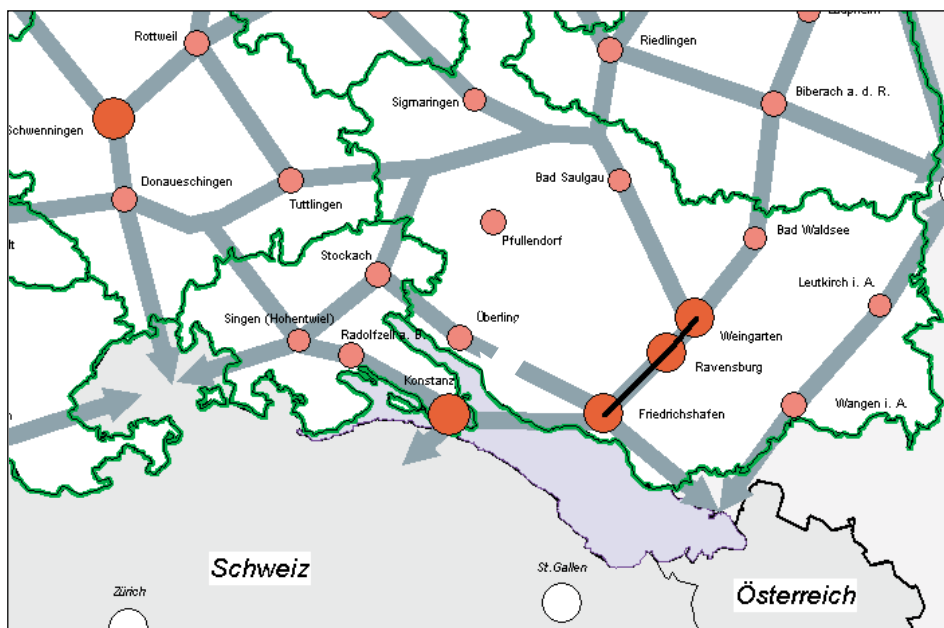 Rottweil
Riedlingen
Sigmaringen
Biberach a. d. R.
Schwenningen
Donaueschingen
Bad Saulgau
Tuttlingen
Pfullendorf
Bad Waldsee
Stockach
Leutkirch i. A.
Singen (Hohentwiel)
Überling
Radolfzell a. B.
Weingarten
Ravensburg
Konstanz
Friedrichshafen
Wangen i. A.
Schweiz
St.Gallen
Zürich
Österreich